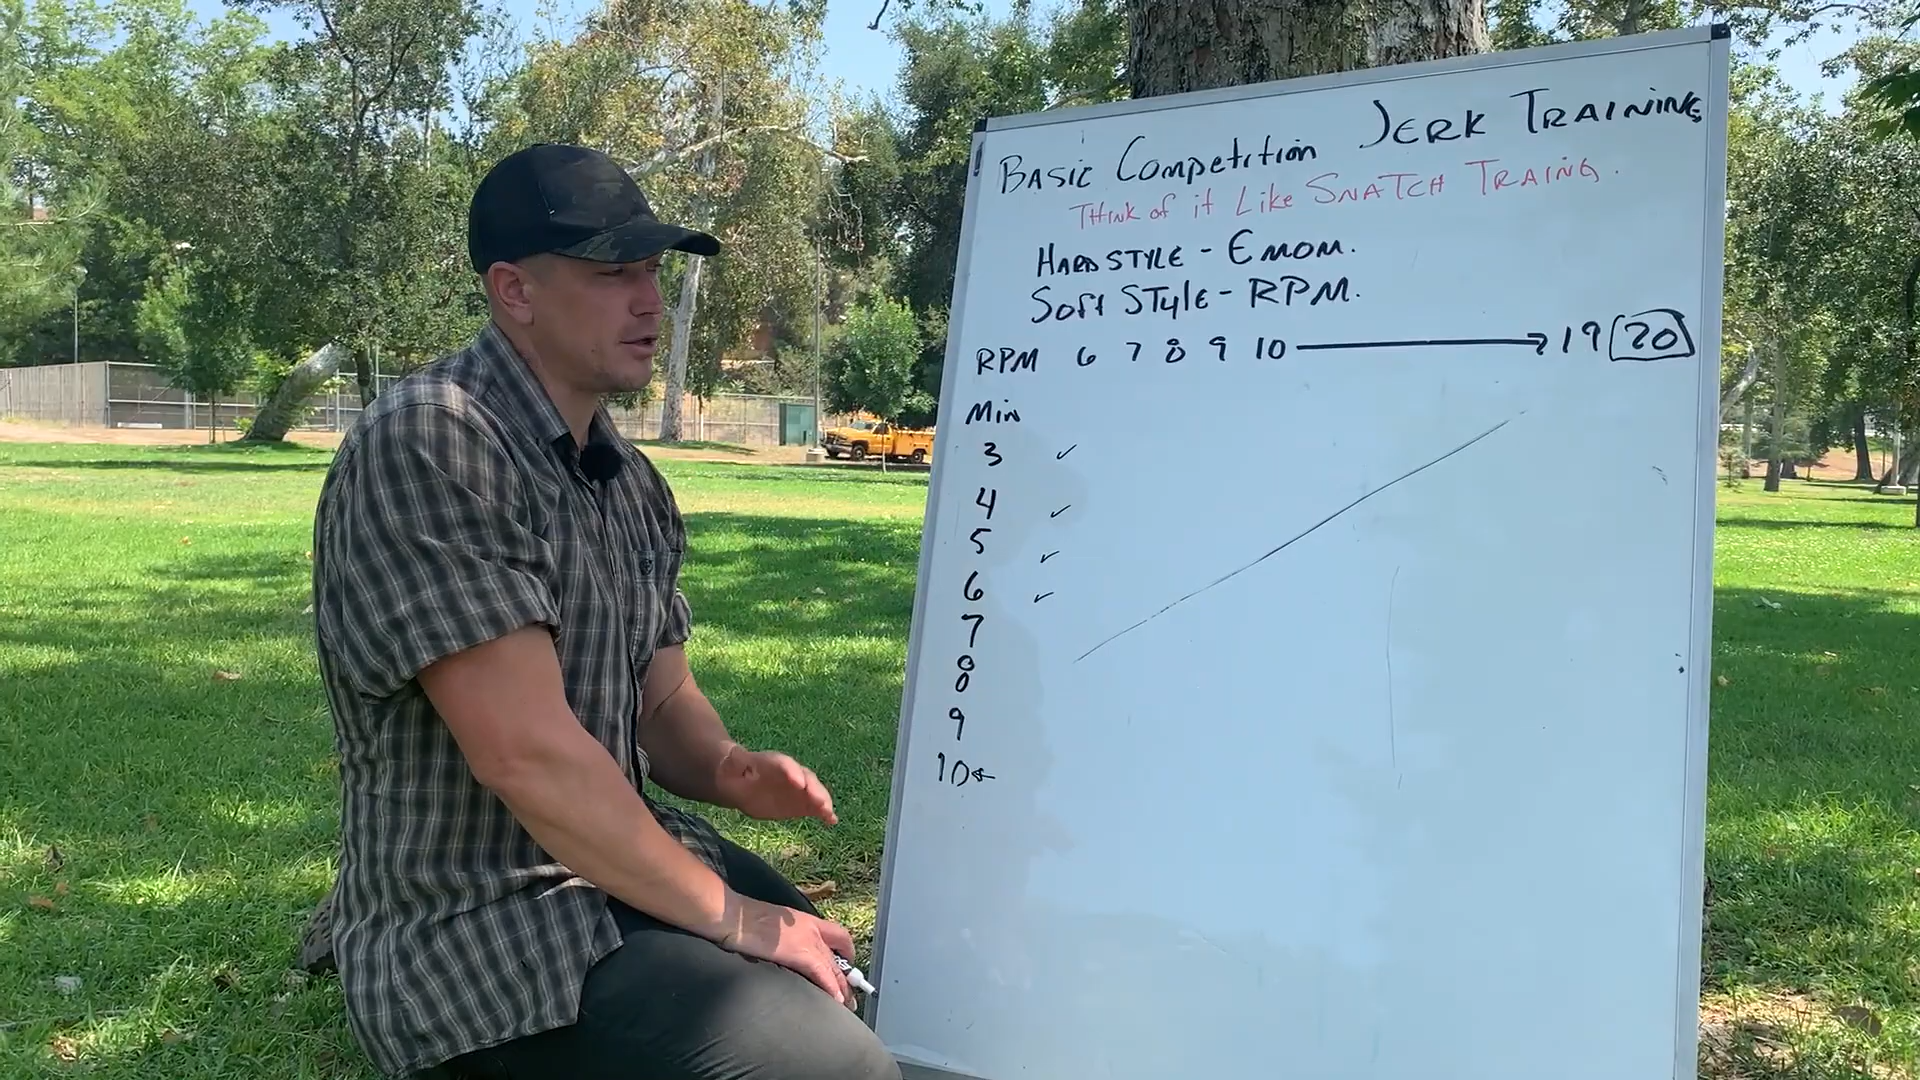 Basic Competition Jerk Training
Think of it Like Snatch Traing.
Hardstyle - Emom.
Soft Style - RPM.
RPM 6 7 8 9 10 → 19 20
Min
3 ✓
4 ✓
5 ✓
6 ✓
7
8
9
10 ←